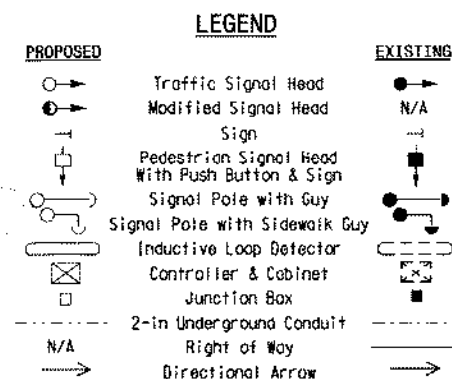 LEGEND
PROPOSED EXISTING
Traffic Signal Head
Modified Signal Head N/A
Sign
Pedestrian Signal Head
With Push Button & Sign
Signal Pole with Guy
Signal Pole with Sidewalk Guy
Inductive Loop Detector
Controller & Cabinet
Junction Box
2-in Underground Conduit
N/A Right of Way
Directional Arrow